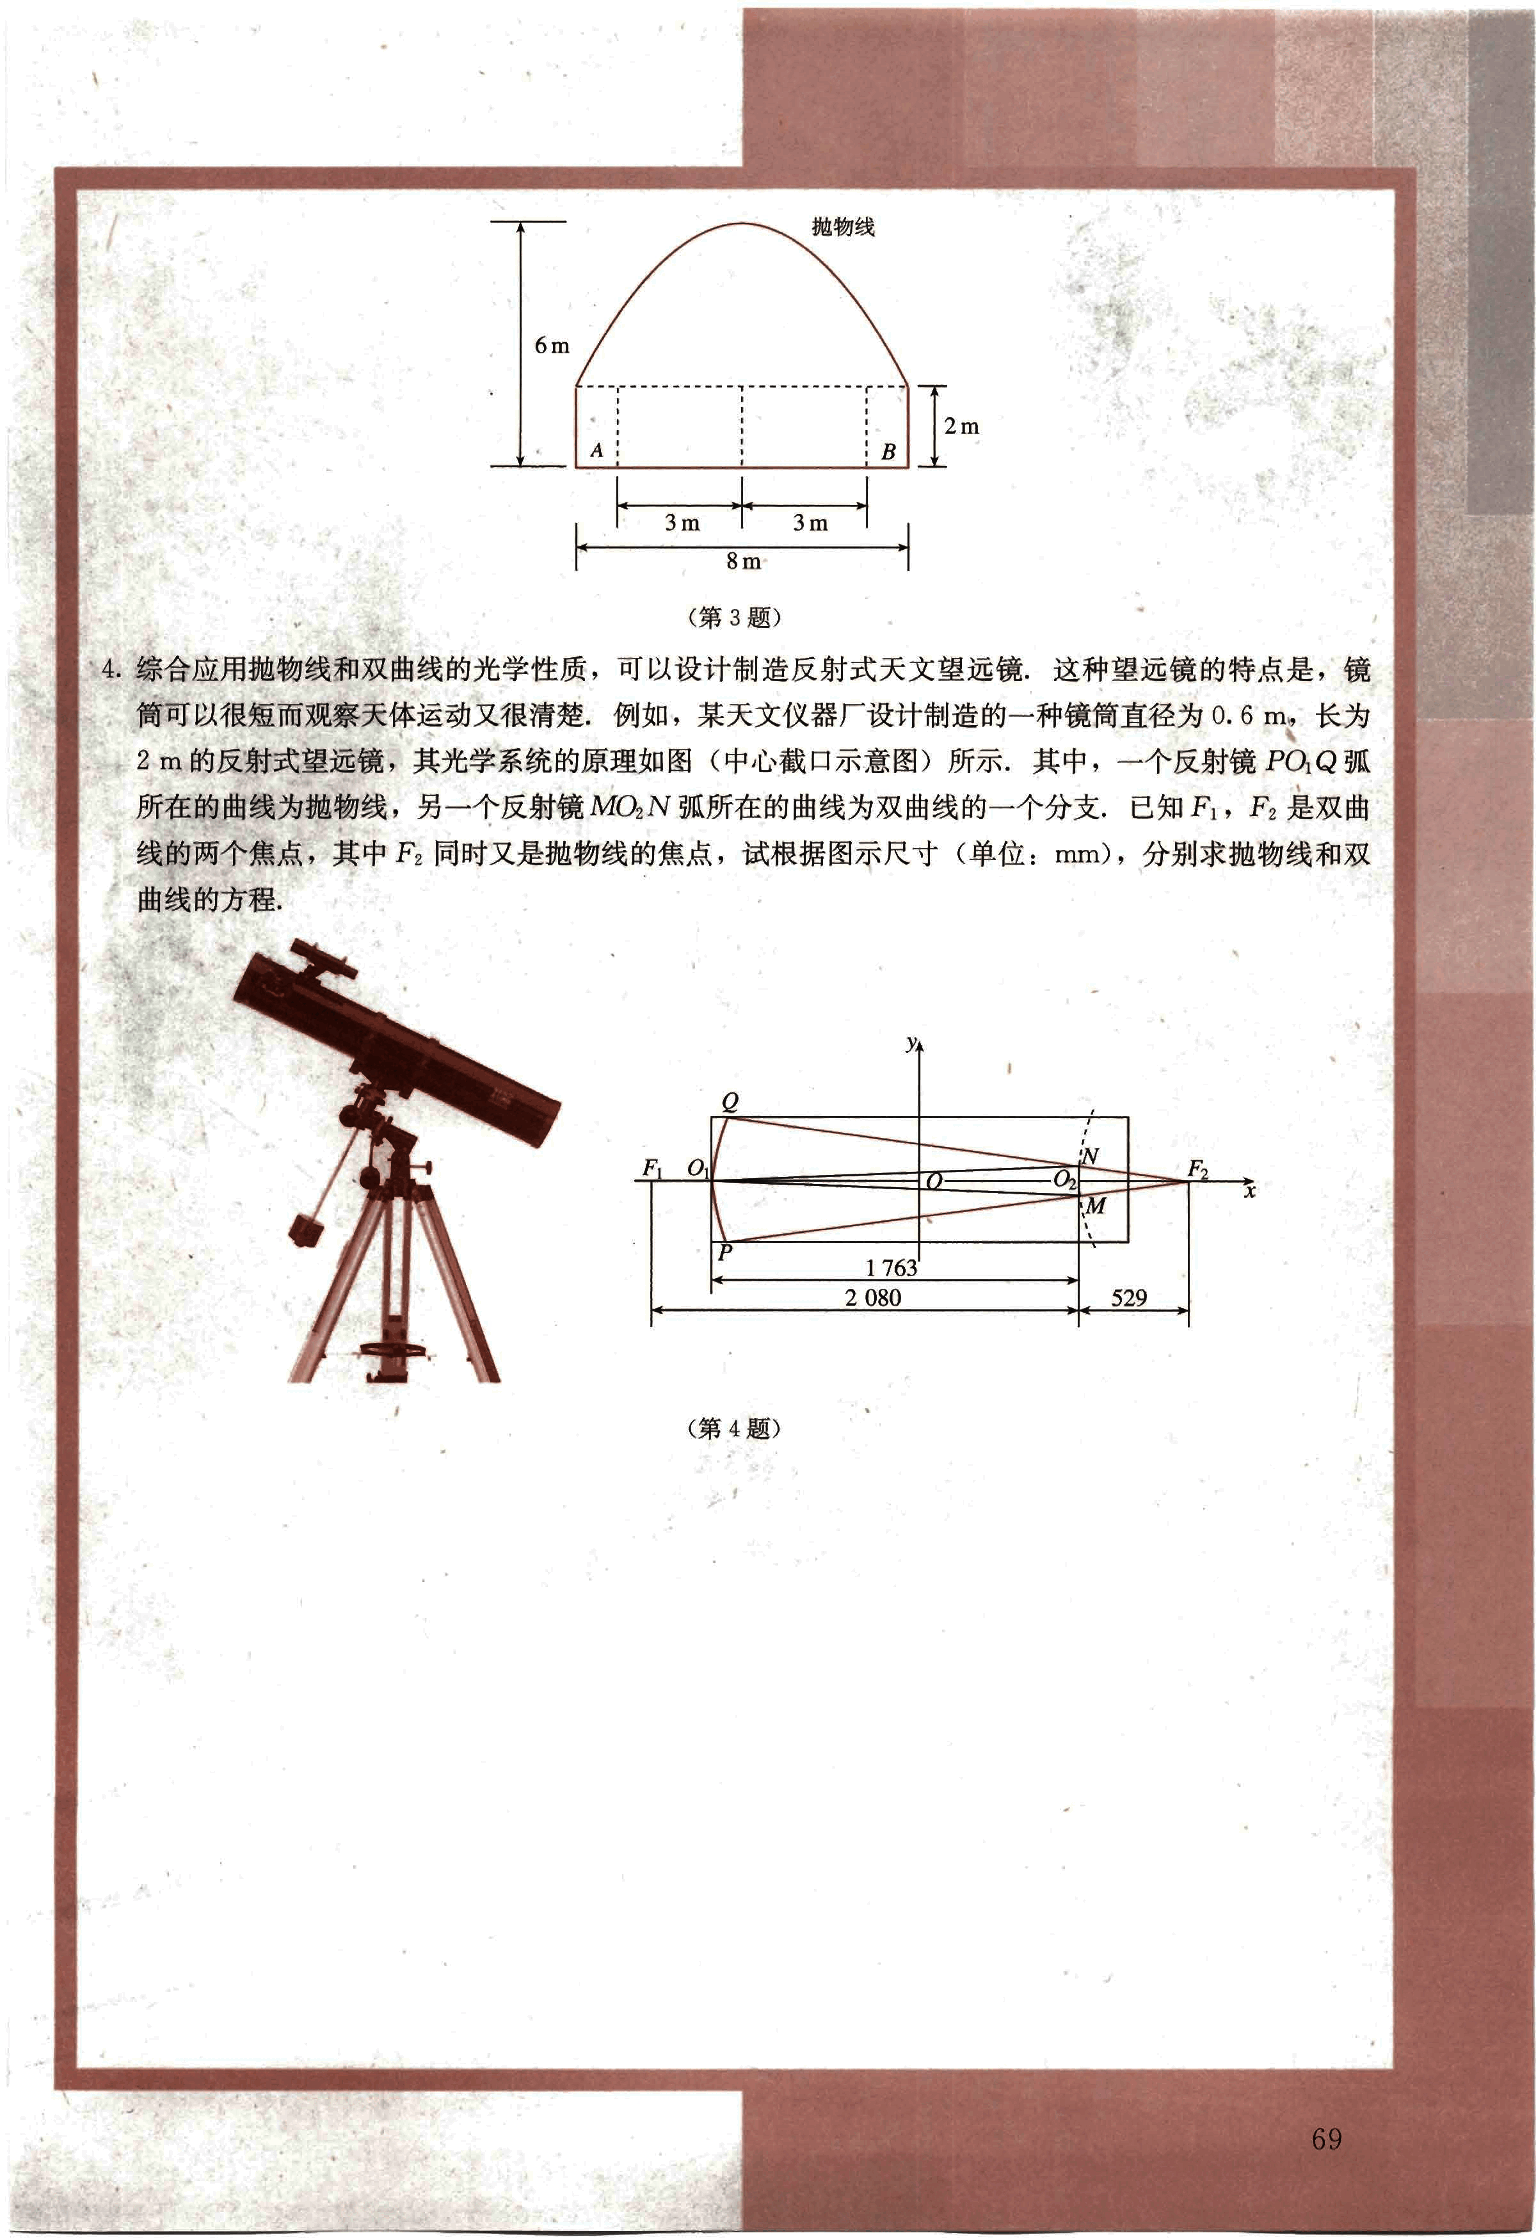 抛物线
6 m
2 m
A
B
3 m
3 m
8 m
(第 3 题)
4. 综合应用抛物线和双曲线的光学性质，可以设计制造反射式天文望远镜. 这种望远镜的特点是，镜
筒可以很短而观察天体运动又很清楚. 例如，某天文仪器厂设计制造的一种镜筒直径为 0.6 m，长为
2 m 的反射式望远镜，其光学系统的原理如图（中心截口示意图）所示. 其中，一个反射镜 PO₁Q 弧
所在的曲线为抛物线，另一个反射镜 MO₂N 弧所在的曲线为双曲线的一个分支. 已知 F₁，F₂ 是双曲
线的两个焦点，其中 F₂ 同时又是抛物线的焦点，试根据图示尺寸（单位：mm），分别求抛物线和双
曲线的方程.
y
Q
N
F₁
O₁
O
O₂
F₂
x
M
P
1 763
2 080
529
(第 4 题)
69